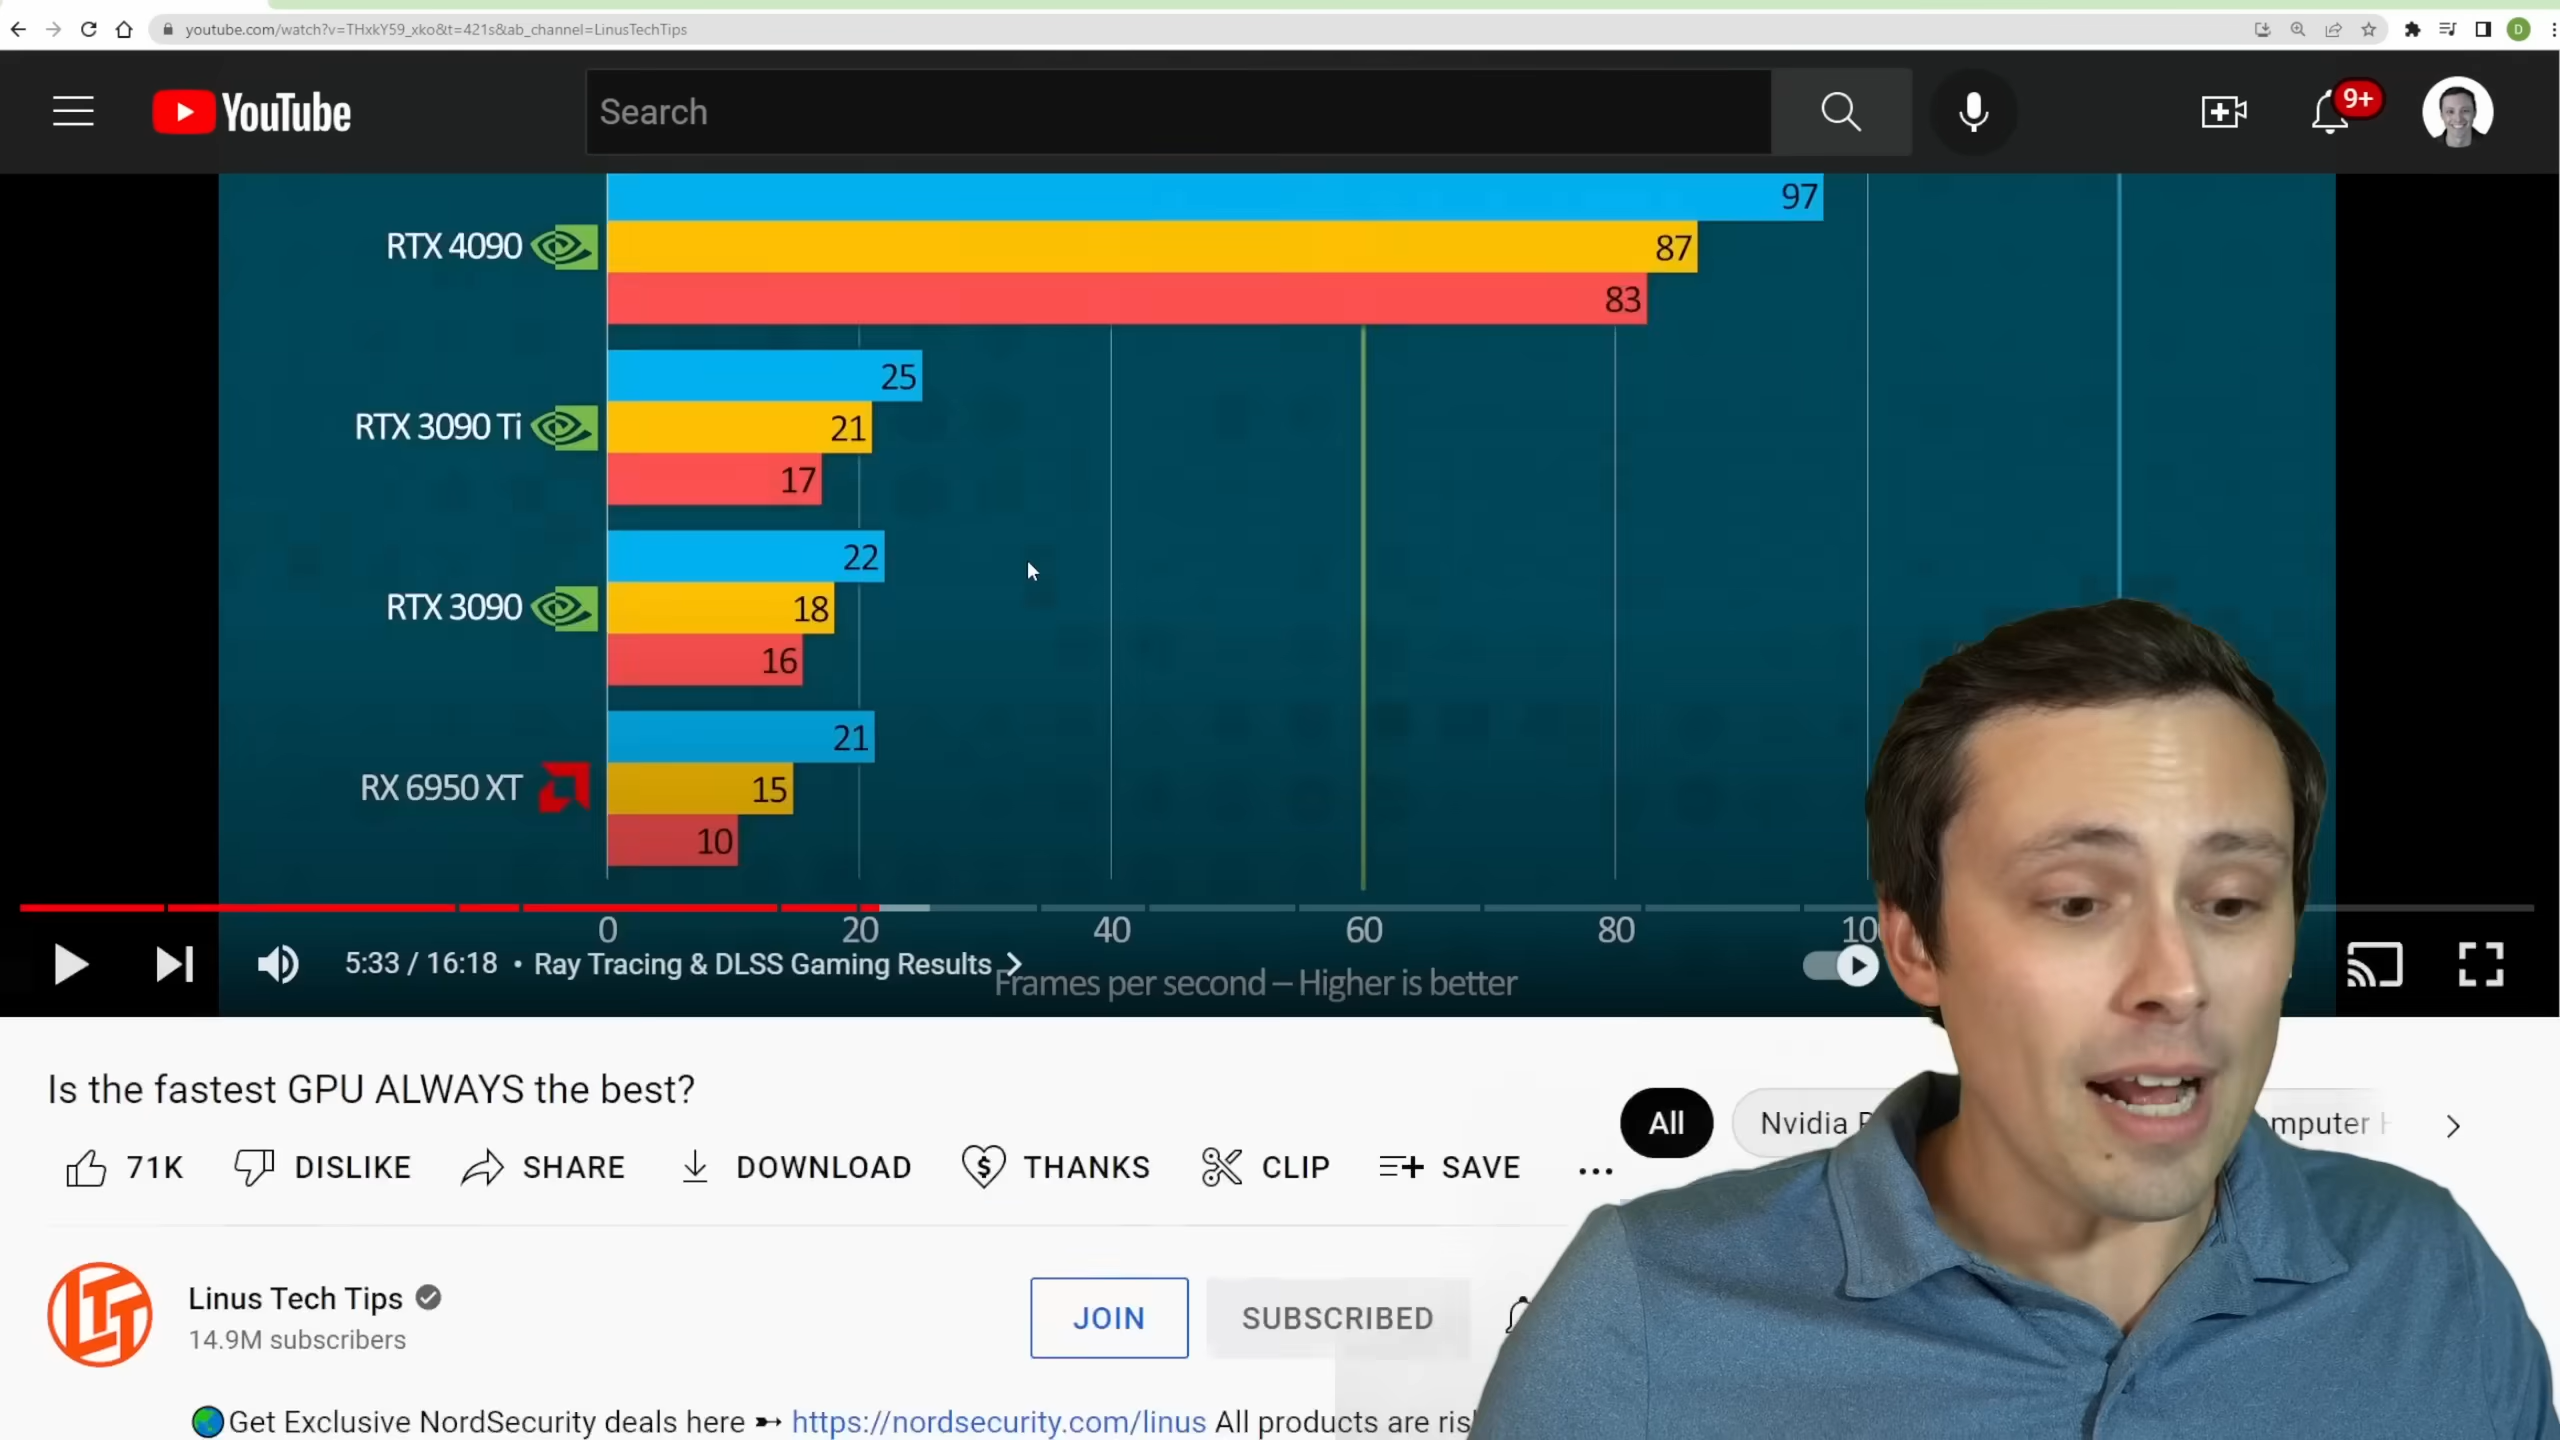 youtube.com/watch?v=THxkY59_xko&t=421s&ab_channel=LinusTechTips
D
YouTube
Search
9+
97
RTX 4090
87
83
25
RTX 3090 Ti
21
17
22
RTX 3090
18
16
21
RX 6950 XT
15
10
0 20 40 60 80
5:33 / 16:18 • Ray Tracing & DLSS Gaming Results
Frames per second – Higher is better
Is the fastest GPU ALWAYS the best?
All
Nvidia
71K DISLIKE SHARE DOWNLOAD THANKS CLIP SAVE
LTT
Linus Tech Tips
14.9M subscribers
JOIN
SUBSCRIBED
Get Exclusive NordSecurity deals here ➼ https://nordsecurity.com/linus All products are